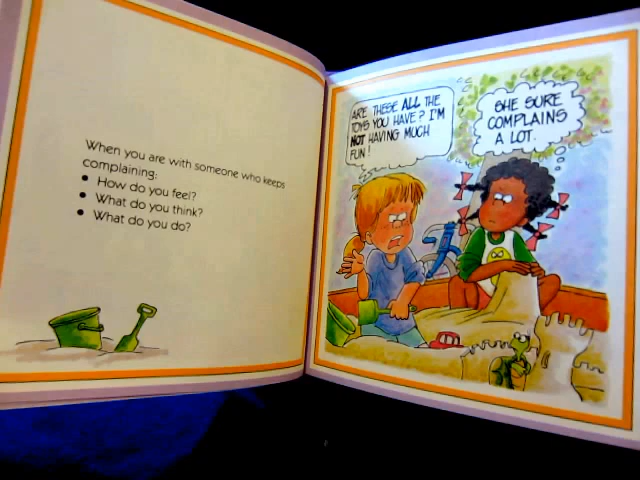 When you are with someone who keeps
complaining:
• How do you feel?
• What do you think?
• What do you do?
ARE THESE ALL THE
TOYS YOU HAVE? I'M
NOT HAVING MUCH
FUN!
SHE SURE
COMPLAINS
A LOT.